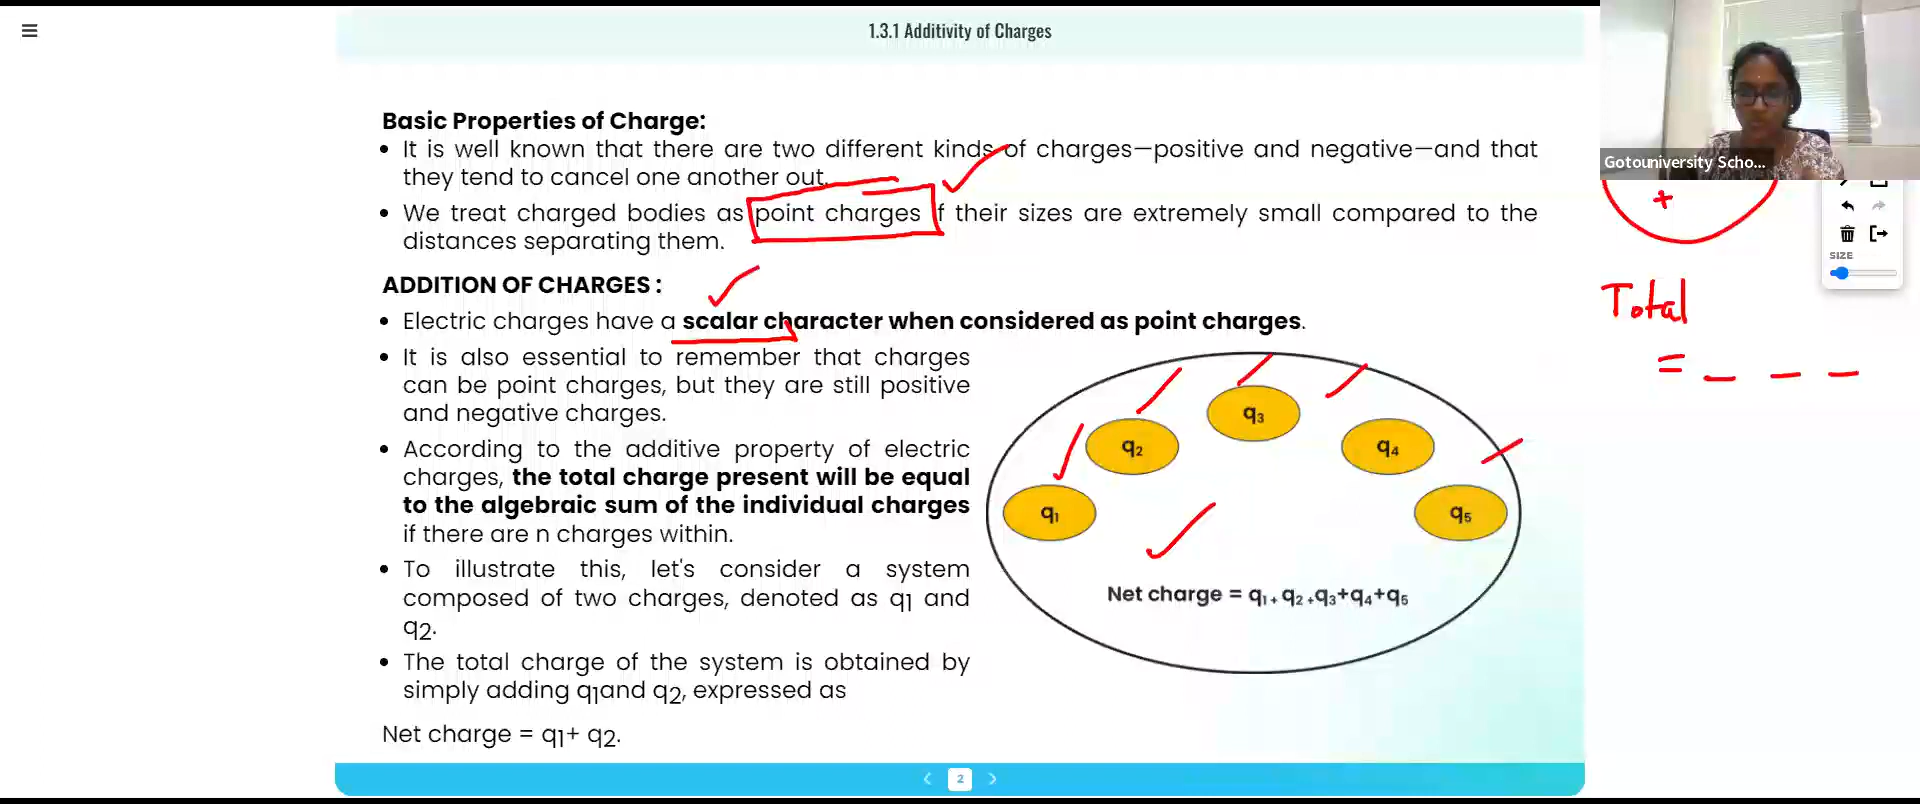 1.3.1 Additivity of Charges
Gotouniversity Scho...
Basic Properties of Charge:
• It is well known that there are two different kinds of charges—positive and negative—and that
they tend to cancel one another out.
• We treat charged bodies as point charges if their sizes are extremely small compared to the
distances separating them.
+
SIZE
ADDITION OF CHARGES :
• Electric charges have a scalar character when considered as point charges.
Total
= _ _ _
• It is also essential to remember that charges
can be point charges, but they are still positive
and negative charges.
• According to the additive property of electric
charges, the total charge present will be equal
to the algebraic sum of the individual charges
if there are n charges within.
• To illustrate this, let's consider a system
composed of two charges, denoted as q1 and
q2.
• The total charge of the system is obtained by
simply adding q1and q2, expressed as
Net charge = q1+ q2.
q₁
q₂
q₃
q₄
q₅
Net charge = q₁₊ q₂ ₊q₃+q₄+q₅
2